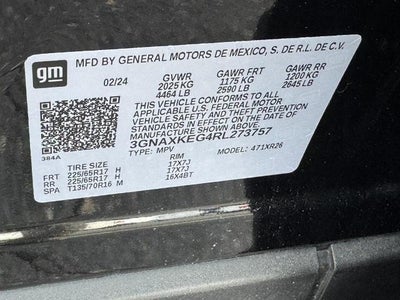 gm
MFD BY GENERAL MOTORS DE MEXICO, S. DE R.L. DE C.V.
02/24 GVWR GAWR FRT GAWR RR
2025 KG 1175 KG 1200 KG
4464 LB 2590 LB 2645 LB
THIS VEHICLE CONFORMS TO ALL
APPLICABLE U.S. FEDERAL MOTOR
VEHICLE SAFETY AND THEFT PREVENTION
STANDARDS IN EFFECT ON THE DATE OF
MANUFACTURE SHOWN ABOVE.
3GNAXKEG4RL273757
TYPE: MPV MODEL: 471XR26
384A
TIRE SIZE RIM
FRT 225/65R17 H 17X7J
RR 225/65R17 H 17X7J
SPA T135/70R16 M 16X4BT